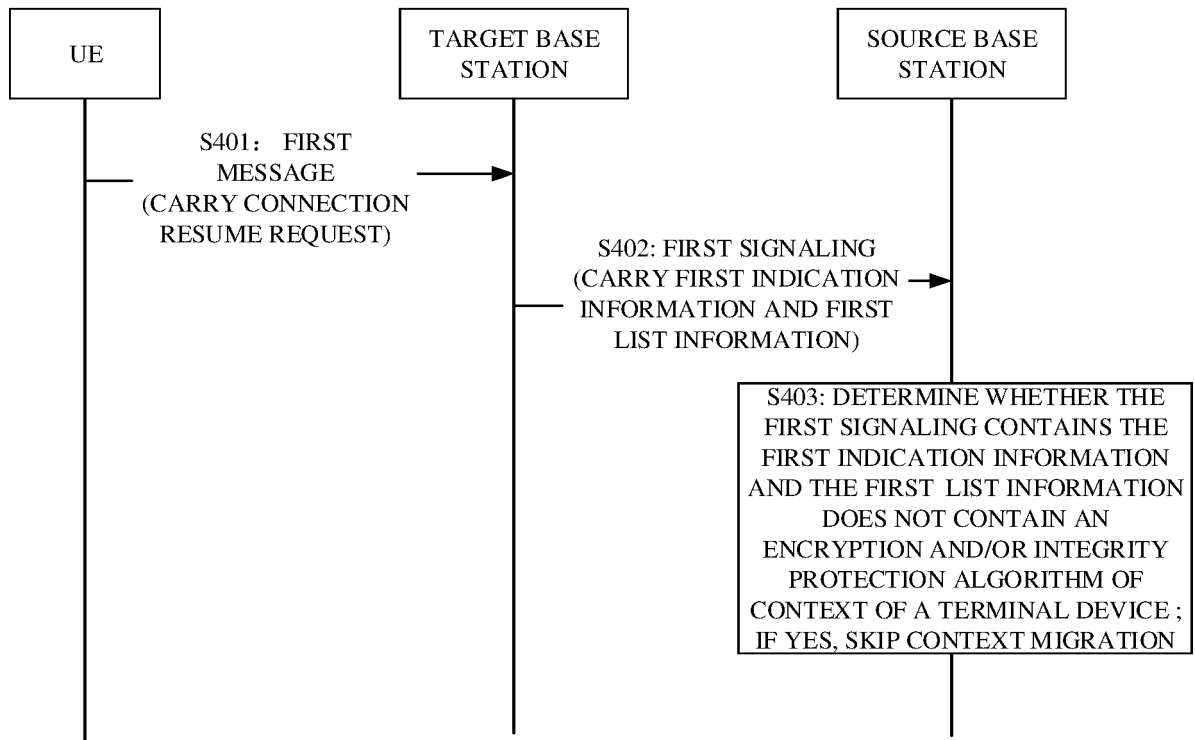 UE
TARGET BASE
STATION
SOURCE BASE
STATION
S401： FIRST
MESSAGE
(CARRY CONNECTION
RESUME REQUEST)
S402: FIRST SIGNALING
(CARRY FIRST INDICATION
INFORMATION AND FIRST
LIST INFORMATION)
S403: DETERMINE WHETHER THE
FIRST SIGNALING CONTAINS THE
FIRST INDICATION INFORMATION
AND THE FIRST LIST INFORMATION
DOES NOT CONTAIN AN
ENCRYPTION AND/OR INTEGRITY
PROTECTION ALGORITHM OF
CONTEXT OF A TERMINAL DEVICE ;
IF YES, SKIP CONTEXT MIGRATION